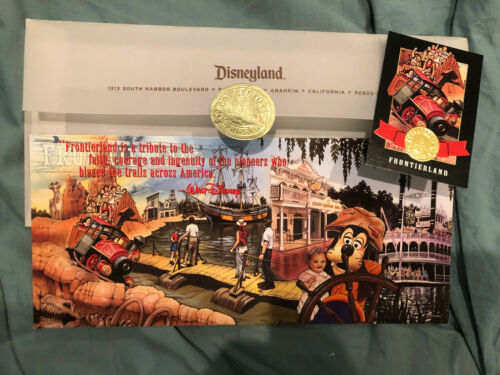 Disneyland
1313 SOUTH HARBOR BOULEVARD • ANAHEIM • CALIFORNIA • 92803
Frontierland is a tribute to the
faith, courage and ingenuity of the pioneers who
blazed the trails across America.
Walt Disney
FRONTIERLAND